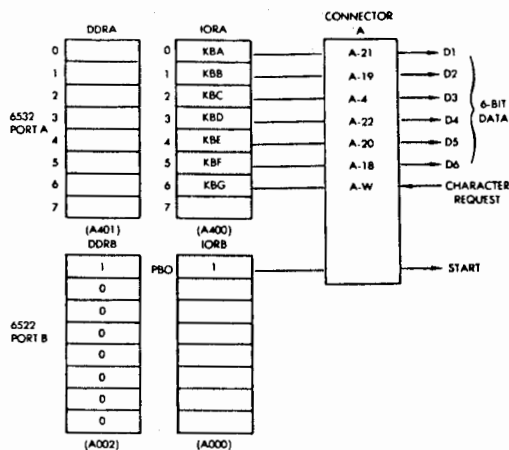 CONNECTOR
DDRA IORA A
0 0 KBA A-21 D1
1 1 KBB A-19 D2
2 2 KBC A-4 D3
6532 PORT A 3 3 KBD A-22 D4 6-BIT DATA
4 4 KBE A-20 D5
5 5 KBF A-18 D6
6 6 KBG A-W CHARACTER REQUEST
7 7
(A401) (A400)
DDRB IORB
1 PBO 1 START
0
0
6522 0
PORT B
0
0
0
0
(A002) (A000)